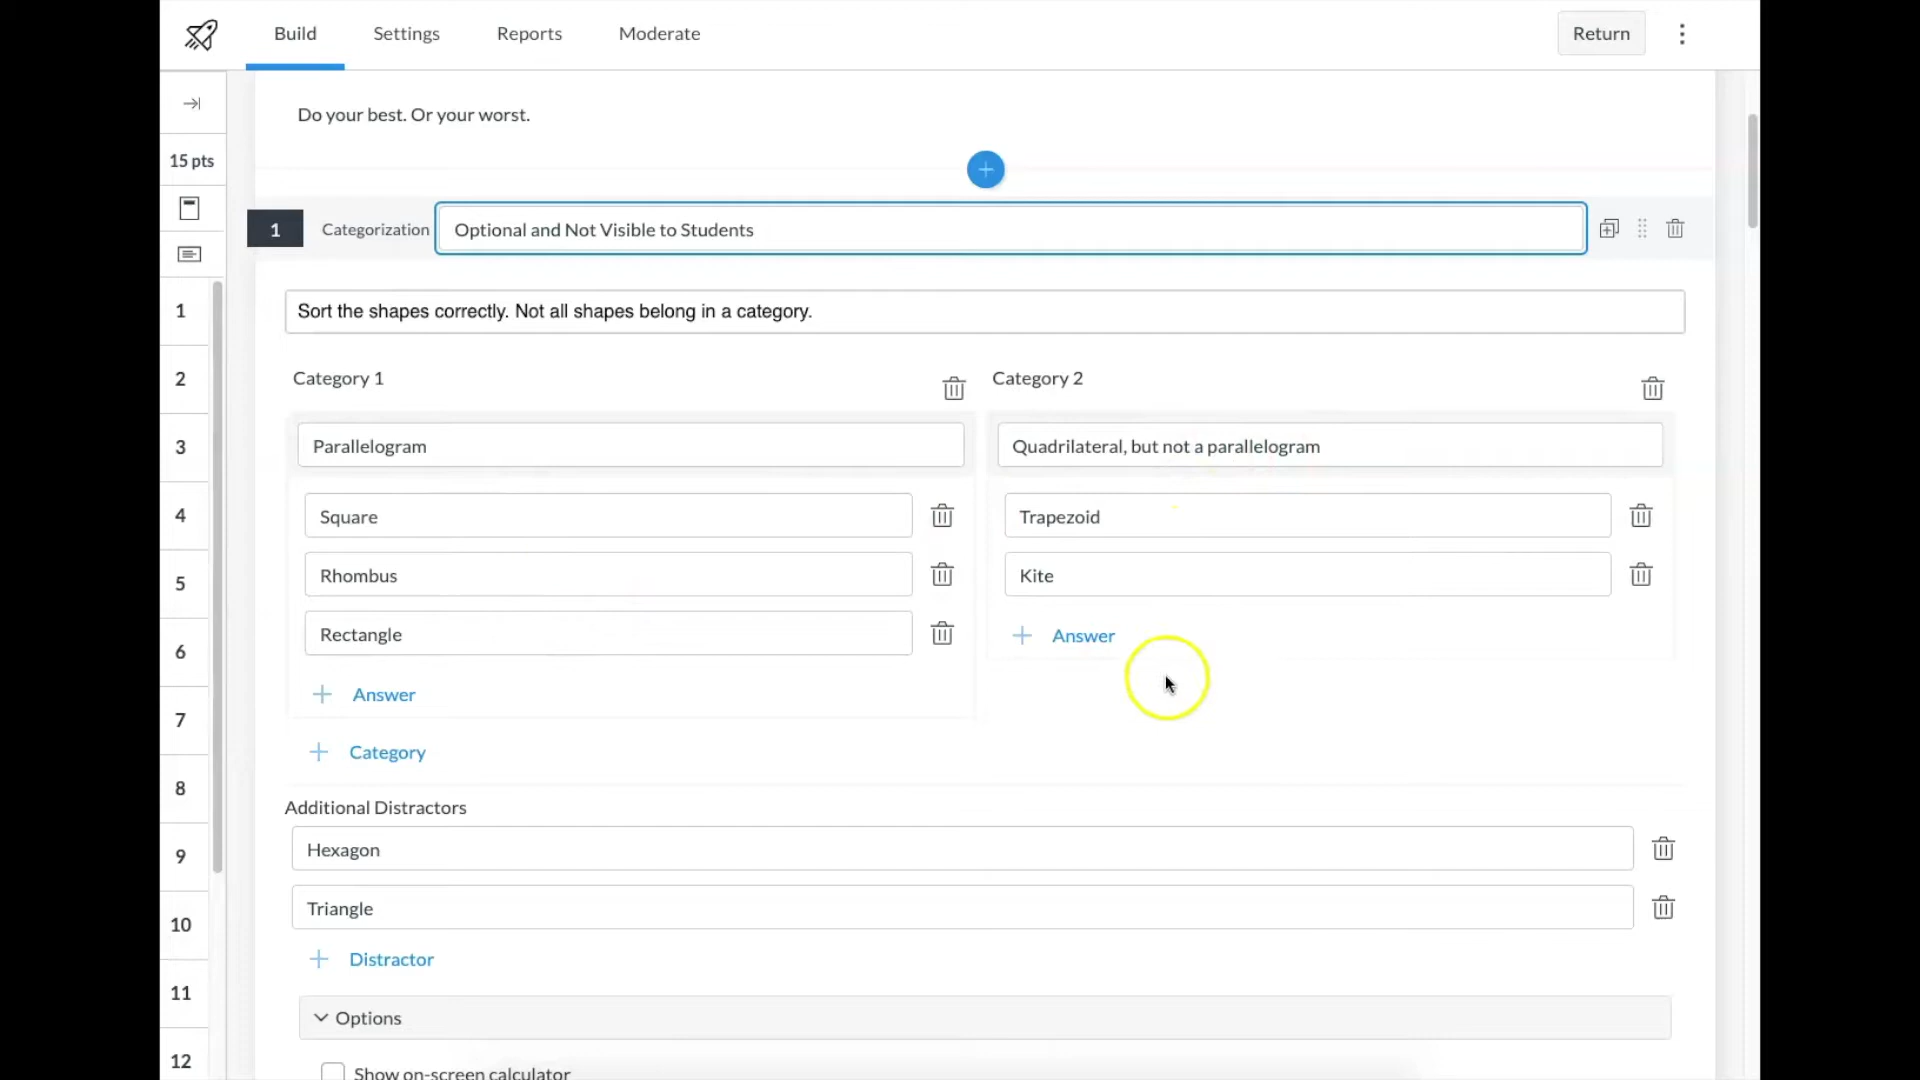 Build Settings Reports Moderate Return
15 pts
Do your best. Or your worst.
1 Categorization Optional and Not Visible to Students
Sort the shapes correctly. Not all shapes belong in a category.
Category 1 Category 2
Parallelogram Quadrilateral, but not a parallelogram
Square Trapezoid
Rhombus Kite
Rectangle Answer
Answer
Category
Additional Distractors
Hexagon
Triangle
Distractor
Options
Show on-screen calculator
1
2
3
4
5
6
7
8
9
10
11
12